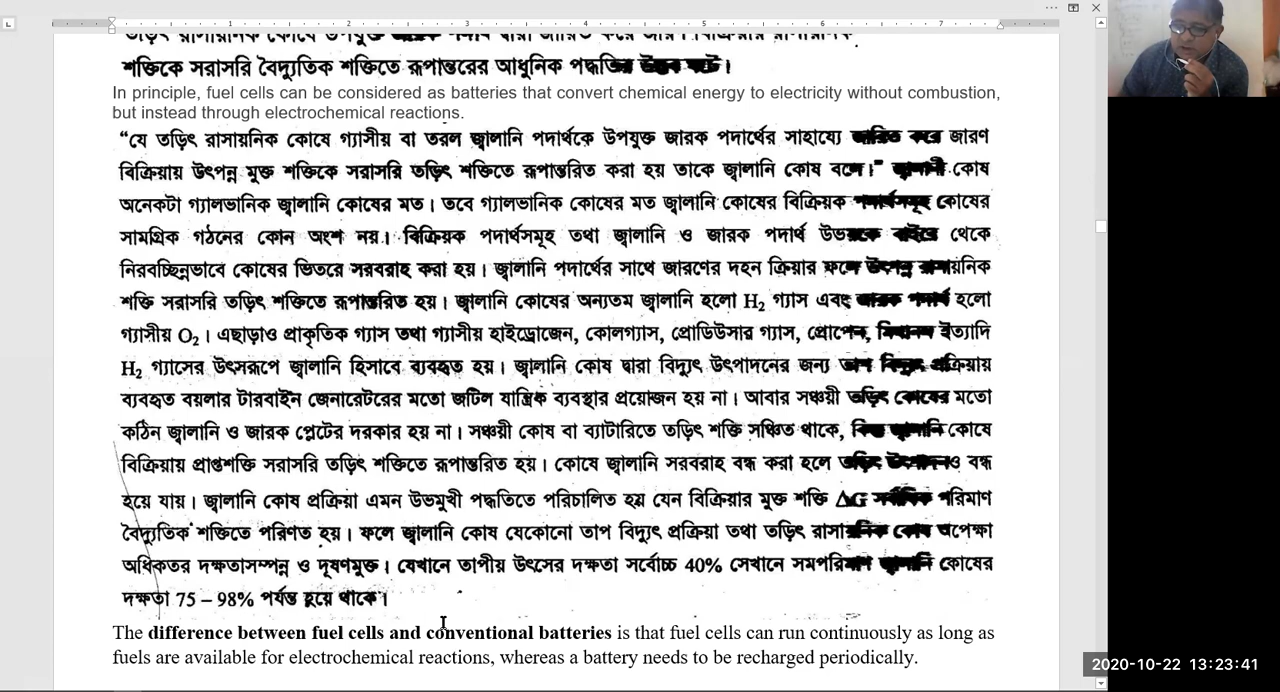 শক্তিকে সরাসরি বৈদ্যুতিক শক্তিতে রূপান্তরের আধুনিক
In principle, fuel cells can be considered as batteries that convert chemical energy to electricity without combustion,
but instead through electrochemical reactions.
“যে তড়িৎ রাসায়নিক কোষে গ্যাসীয় বা তরল জ্বালানি পদার্থকে উপযুক্ত জারক পদার্থের সাহায্যে জারণ
বিক্রিয়ায় উৎপন্ন মুক্ত শক্তিকে সরাসরি তড়িৎ শক্তিতে রূপান্তরিত করা হয় তাকে জ্বালানি কোষ বলে।” কোষ
অনেকটা গ্যালভানিক জ্বালানি কোষের মত। তবে গ্যালভানিক কোষের মত জ্বালানি কোষের বিক্রিয়ক কোষের
সামগ্রিক গঠনের কোন অংশ নয়। বিক্রিয়ক পদার্থসমূহ তথা জ্বালানি ও জারক পদার্থ থেকে
নিরবচ্ছিন্নভাবে কোষের ভিতরে সরবরাহ করা হয়। জ্বালানি পদার্থের সাথে জারণের দহন ক্রিয়ার ফলে
শক্তি সরাসরি তড়িৎ শক্তিতে রূপান্তরিত হয়। জ্বালানি কোষের অন্যতম জ্বালানি হলো H₂ গ্যাস এবং হলো
গ্যাসীয় O₂। এছাড়াও প্রাকৃতিক গ্যাস তথা গ্যাসীয় হাইড্রোজেন, কোলগ্যাস, প্রোডিউসার গ্যাস, প্রোপেন, ইত্যাদি
H₂ গ্যাসের উৎসরূপে জ্বালানি হিসাবে ব্যবহৃত হয়। জ্বালানি কোষ দ্বারা বিদ্যুৎ উৎপাদনের জন্য প্রক্রিয়ায়
ব্যবহৃত বয়লার টারবাইন জেনারেটরের মতো জটিল যান্ত্রিক ব্যবস্থার প্রয়োজন হয় না। আবার সঞ্চয়ী মতো
কঠিন জ্বালানি ও জারক প্লেটের দরকার হয় না। সঞ্চয়ী কোষ বা ব্যাটারিতে তড়িৎ শক্তি সঞ্চিত থাকে, কোষে
বিক্রিয়ায় প্রাপ্তশক্তি সরাসরি তড়িৎ শক্তিতে রূপান্তরিত হয়। কোষে জ্বালানি সরবরাহ বন্ধ করা হলে বন্ধ
হয়ে যায়। জ্বালানি কোষ প্রক্রিয়া এমন উভমুখী পদ্ধতিতে পরিচালিত হয় যেন বিক্রিয়ার মুক্ত শক্তি ΔG পরিমাণ
বৈদ্যুতিক শক্তিতে পরিণত হয়। ফলে জ্বালানি কোষ যেকোনো তাপ বিদ্যুৎ প্রক্রিয়া তথা তড়িৎ অপেক্ষা
অধিকতর দক্ষতাসম্পন্ন ও দূষণমুক্ত। যেখানে তাপীয় উৎসের দক্ষতা সর্বোচ্চ 40% সেখানে কোষের
দক্ষতা 75 – 98% পর্যন্ত হয়ে থাকে।
The difference between fuel cells and conventional batteries is that fuel cells can run continuously as long as
fuels are available for electrochemical reactions, whereas a battery needs to be recharged periodically.
2020-10-22 13:23:41